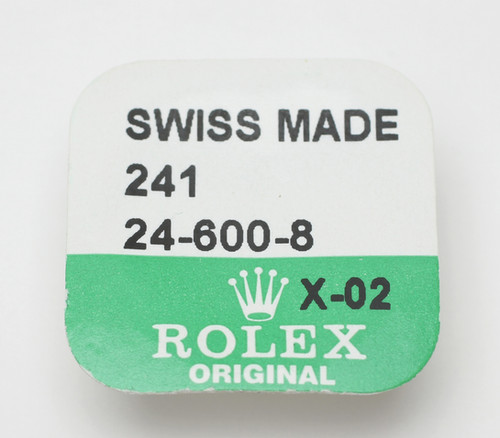 SWISS MADE
241
24-600-8
X-02
ROLEX
ORIGINAL